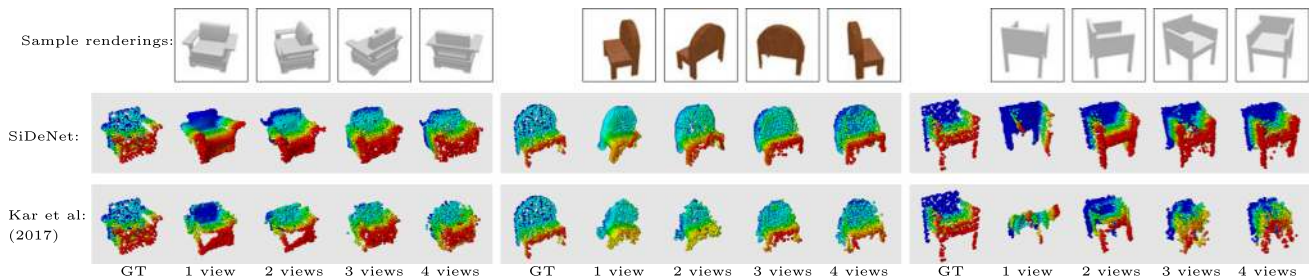 Sample renderings:
SiDeNet:
Kar et al:
(2017)
GT 1 view 2 views 3 views 4 views GT 1 view 2 views 3 views 4 views GT 1 view 2 views 3 views 4 views